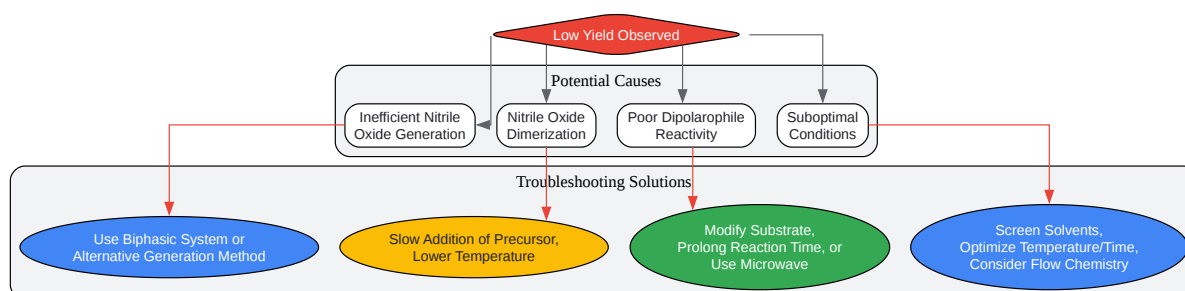 Low Yield Observed
Potential Causes
Inefficient Nitrile
Oxide Generation
Nitrile Oxide
Dimerization
Poor Dipolarophile
Reactivity
Suboptimal
Conditions
Troubleshooting Solutions
Use Biphasic System or
Alternative Generation Method
Slow Addition of Precursor,
Lower Temperature
Modify Substrate,
Prolong Reaction Time, or
Use Microwave
Screen Solvents,
Optimize Temperature/Time,
Consider Flow Chemistry